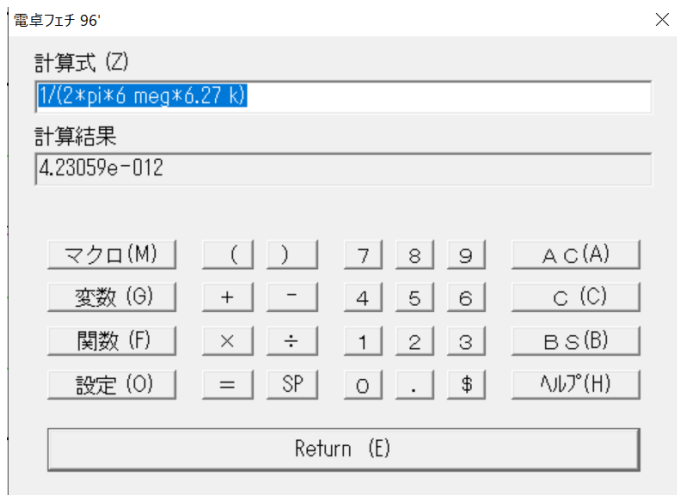 電卓フェチ 96'
計算式 (Z)
1/(2*pi*6 meg*6.27 k)
計算結果
4.23059e-012
マクロ(M) ( ) 7 8 9 AC(A)
変数 (G) + - 4 5 6 C (C)
関数 (F) × ÷ 1 2 3 BS(B)
設定 (O) = SP 0 . $ ヘルプ(H)
Return (E)